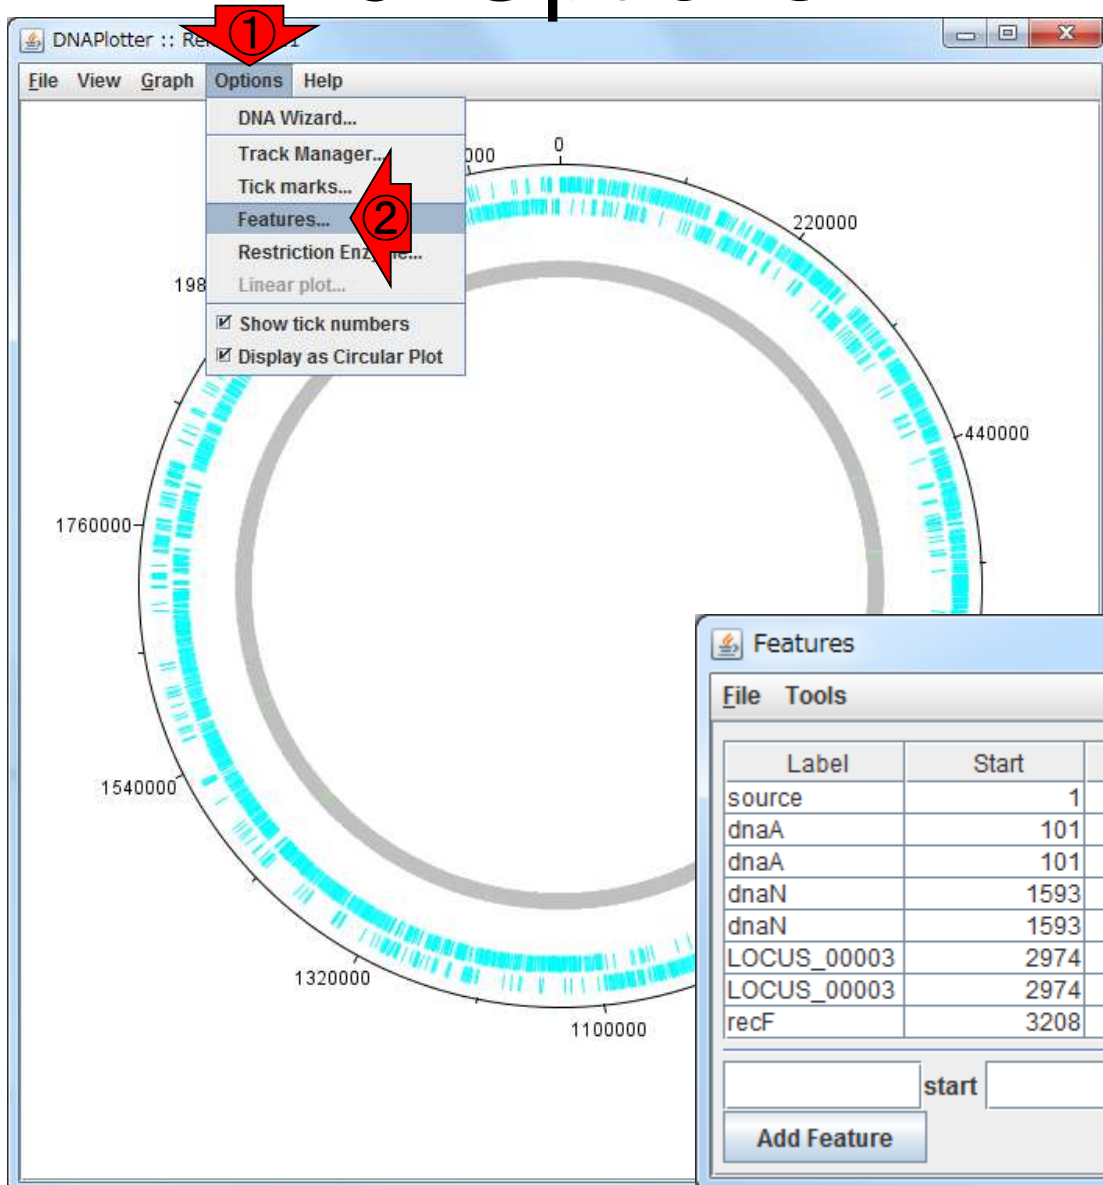 ①
DNAPlotter :: Re
File View Graph Options Help
DNA Wizard...
Track Manager...
Tick marks...
Features...
②
Restriction Enzyme...
Linear plot...
Show tick numbers
Display as Circular Plot
0
220000
440000
1100000
1320000
1540000
1760000
198
000
Features
File Tools
Label Start
source 1
dnaA 101
dnaA 101
dnaN 1593
dnaN 1593
LOCUS_00003 2974
LOCUS_00003 2974
recF 3208
start
Add Feature